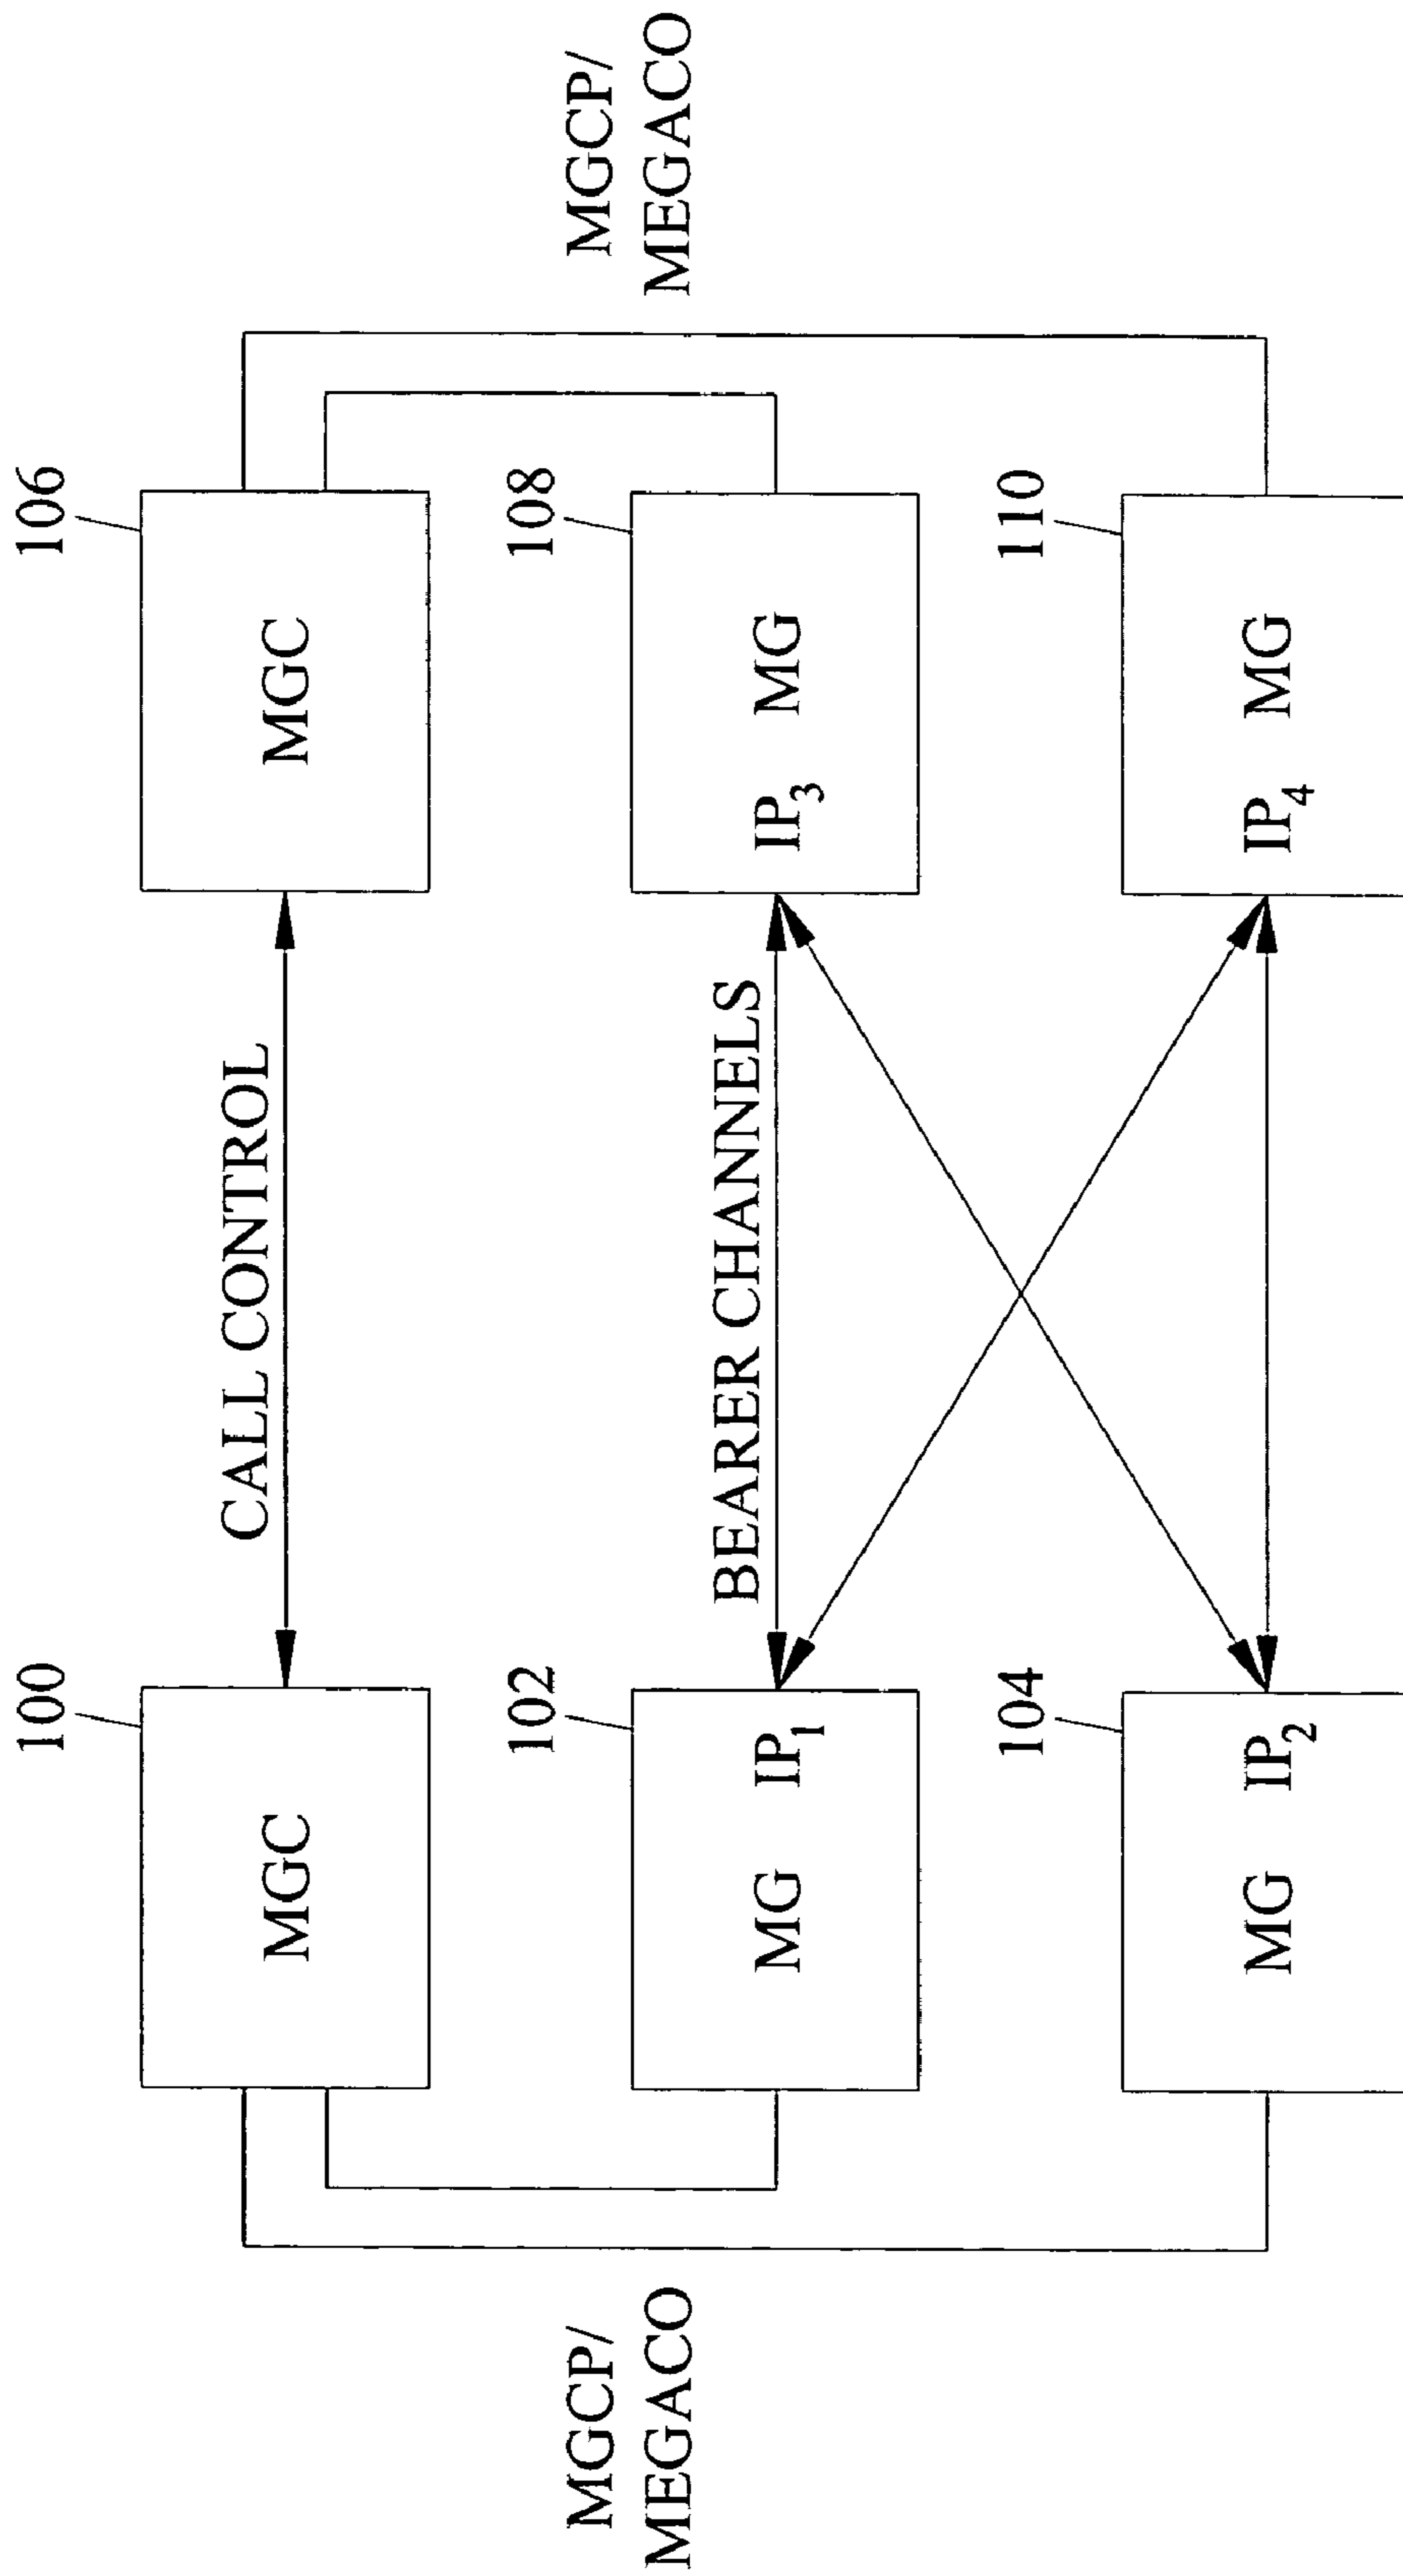 100
106
CALL CONTROL
MGC
MGC
MGCP/
MEGACO
MGCP/
MEGACO
102
108
BEARER CHANNELS
MG IP₁
IP₃ MG
104
110
MG IP₂
IP₄ MG